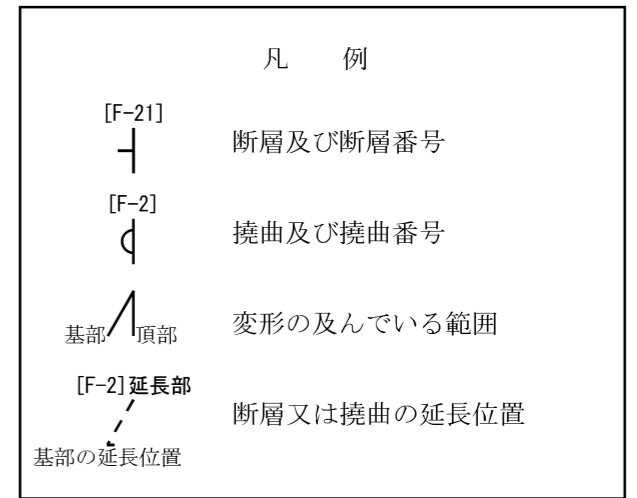 凡　例
[F-21]
断層及び断層番号
[F-2]
撓曲及び撓曲番号
基部 頂部 変形の及んでいる範囲
[F-2]延長部
断層又は撓曲の延長位置
基部の延長位置